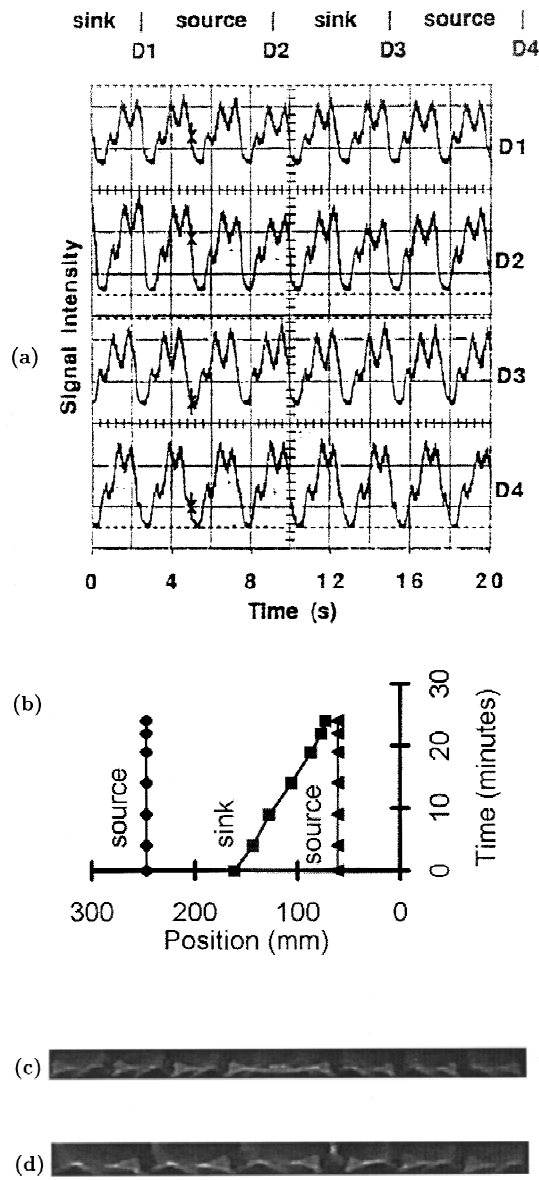 sink | source | sink | source |
D1 D2 D3 D4
D1
D2
(a)
Signal Intensity
D3
D4
0 4 8 12 16 20
Time (s)
(b)
source
sink
source
30
20
10
0
Time (minutes)
300 200 100 0
Position (mm)
(c)
(d)